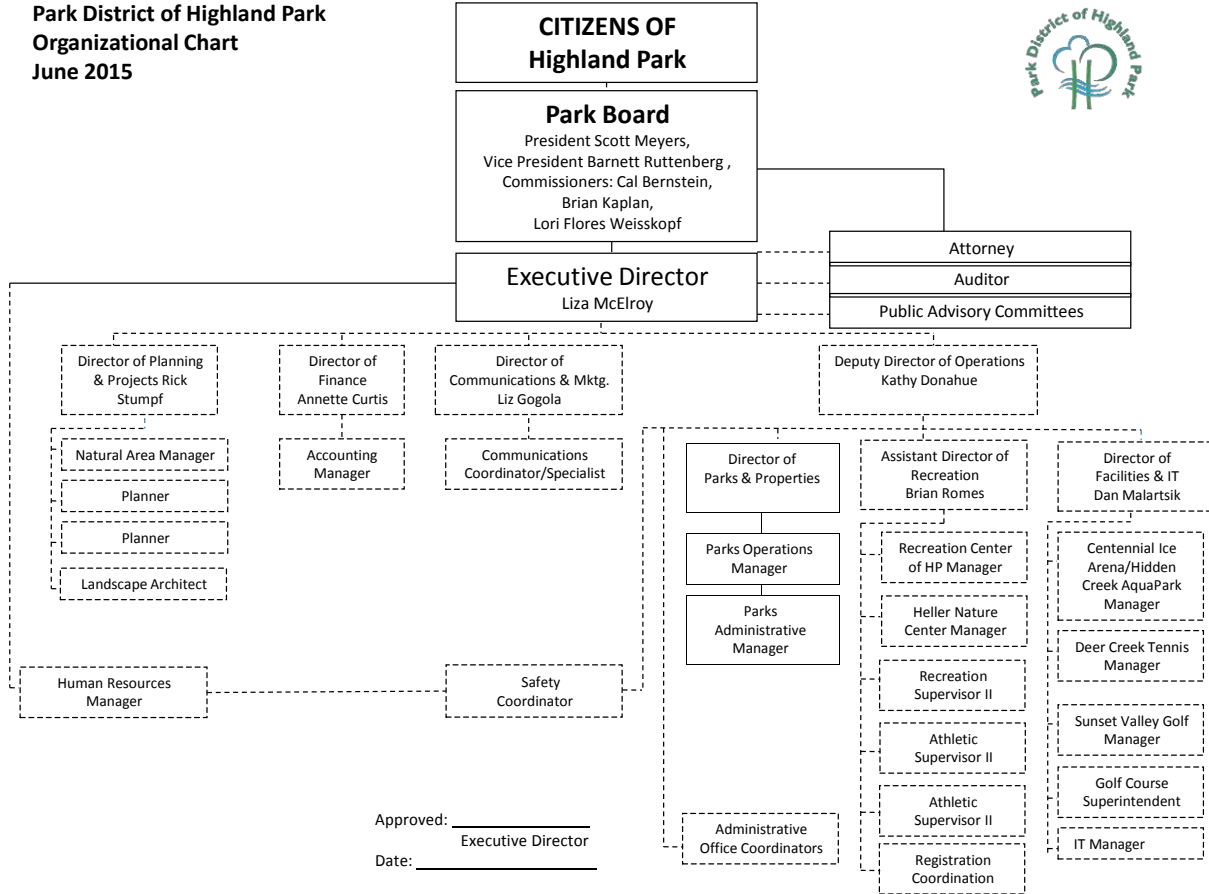 Park District of Highland Park
Organizational Chart
June 2015
CITIZENS OF
Highland Park
Park District of Highland Park
Park Board
President Scott Meyers,
Vice President Barnett Ruttenberg ,
Commissioners: Cal Bernstein,
Brian Kaplan,
Lori Flores Weisskopf
Executive Director
Liza McElroy
Attorney
Auditor
Public Advisory Committees
Director of Planning
& Projects Rick
Stumpf
Director of
Finance
Annette Curtis
Director of
Communications & Mktg.
Liz Gogola
Deputy Director of Operations
Kathy Donahue
Natural Area Manager
Planner
Planner
Landscape Architect
Accounting
Manager
Communications
Coordinator/Specialist
Director of
Parks & Properties
Parks Operations
Manager
Parks
Administrative
Manager
Assistant Director of
Recreation
Brian Romes
Recreation Center
of HP Manager
Heller Nature
Center Manager
Recreation
Supervisor II
Athletic
Supervisor II
Athletic
Supervisor II
Registration
Coordination
Director of
Facilities & IT
Dan Malartsik
Centennial Ice
Arena/Hidden
Creek AquaPark
Manager
Deer Creek Tennis
Manager
Sunset Valley Golf
Manager
Golf Course
Superintendent
IT Manager
Human Resources
Manager
Safety
Coordinator
Administrative
Office Coordinators
Approved:
Executive Director
Date: